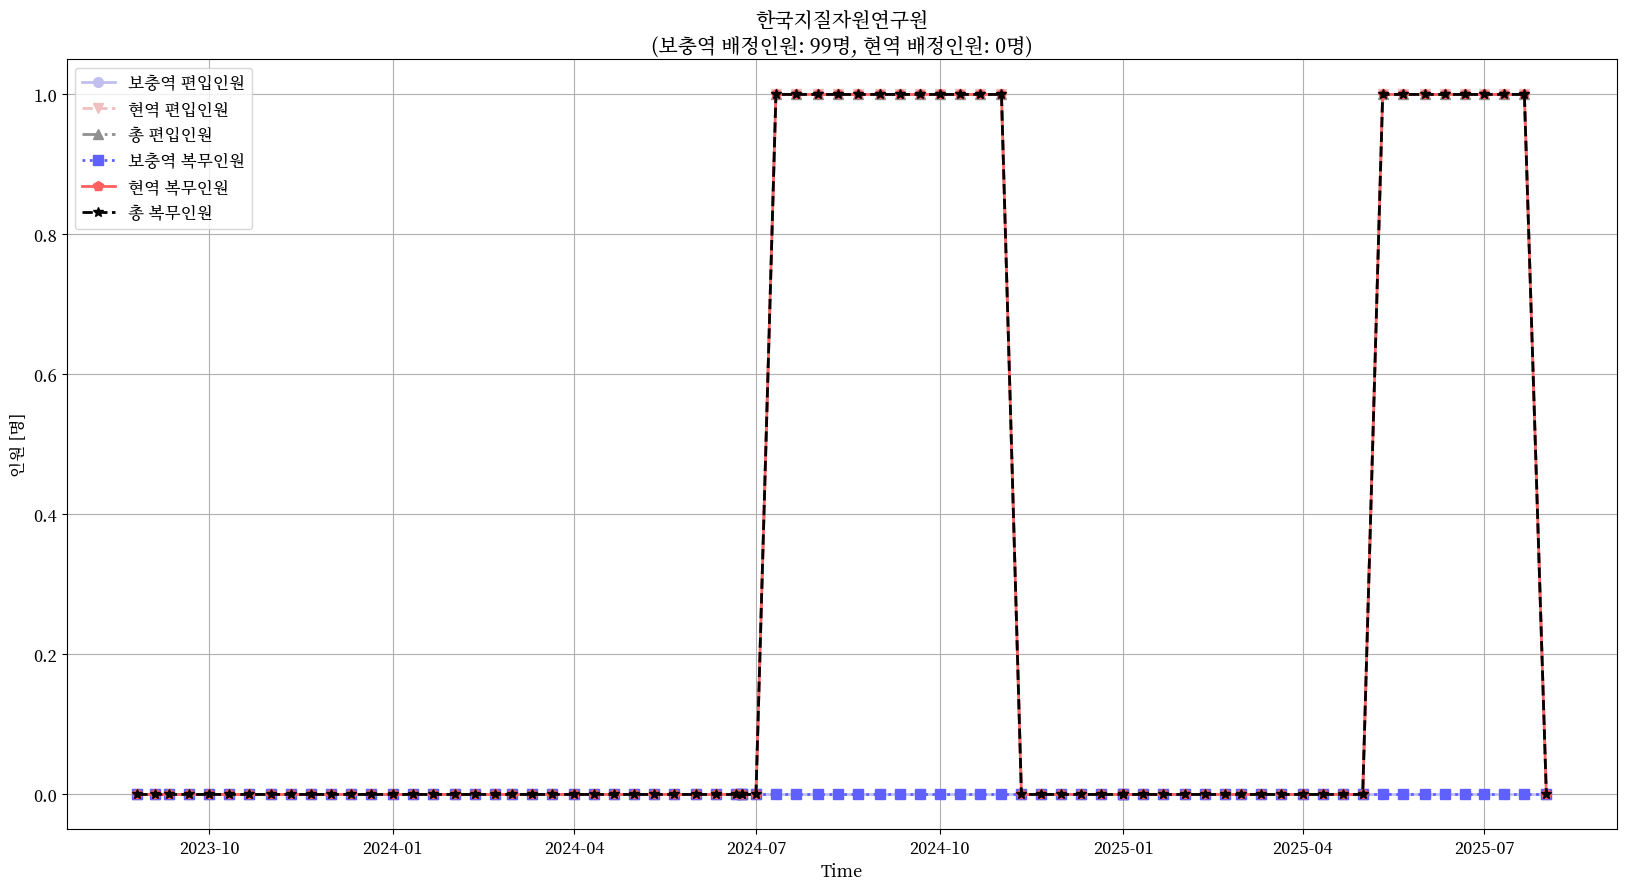 한국지질자원연구원
(보충역 배정인원: 99명, 현역 배정인원: 0명)
보충역 편입인원
현역 편입인원
총 편입인원
보충역 복무인원
현역 복무인원
총 복무인원
인원 [명]
1.0
0.8
0.6
0.4
0.2
0.0
2023-10
2024-01
2024-04
2024-07
2024-10
2025-01
2025-04
2025-07
Time